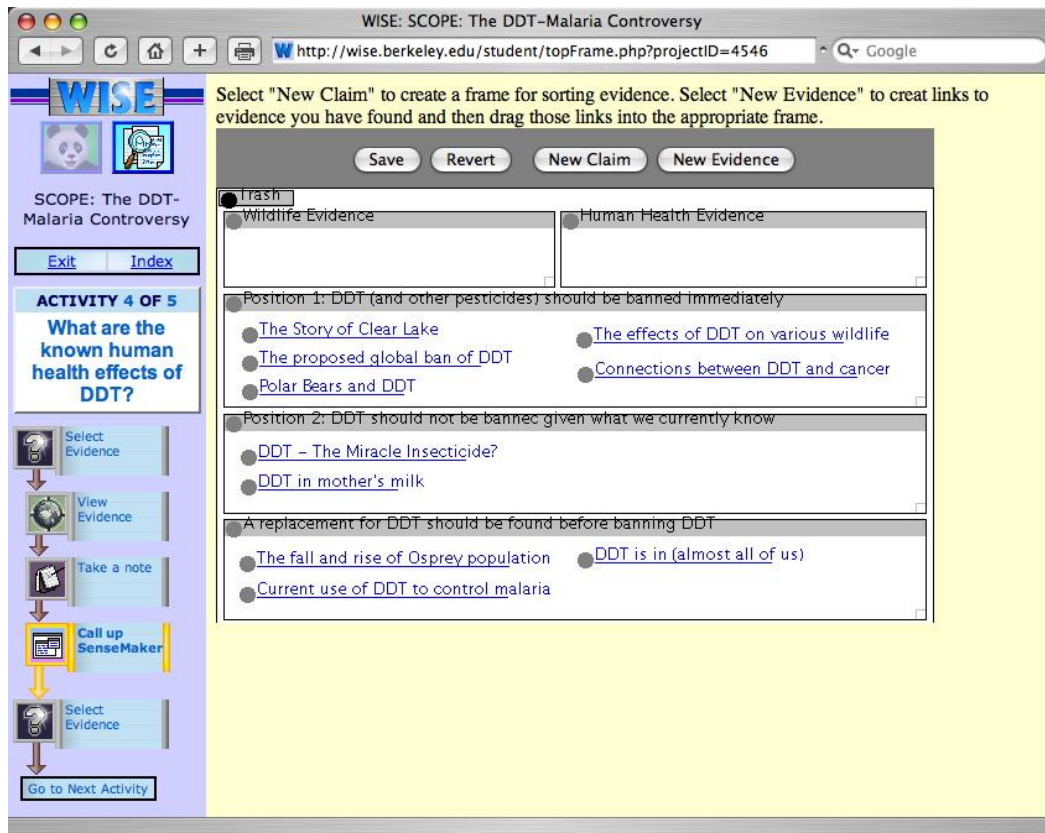 WISE: SCOPE: The DDT-Malaria Controversy
http://wise.berkeley.edu/student/topFrame.php?projectID=4546
Google
WISE
SCOPE: The DDT-
Malaria Controversy
Exit Index
ACTIVITY 4 OF 5
What are the
known human
health effects of
DDT?
Select
Evidence
View
Evidence
Take a note
Call up
SenseMaker
Select
Evidence
Go to Next Activity
Select "New Claim" to create a frame for sorting evidence. Select "New Evidence" to creat links to
evidence you have found and then drag those links into the appropriate frame.
Save Revert New Claim New Evidence
Trash
Wildlife Evidence
Human Health Evidence
Position 1: DDT (and other pesticides) should be banned immediately
The Story of Clear Lake
The proposed global ban of DDT
Polar Bears and DDT
The effects of DDT on various wildlife
Connections between DDT and cancer
Position 2: DDT should not be bannec given what we currently know
DDT – The Miracle Insecticide?
DDT in mother's milk
A replacement for DDT should be found before banning DDT
The fall and rise of Osprey population
Current use of DDT to control malaria
DDT is in (almost all of us)